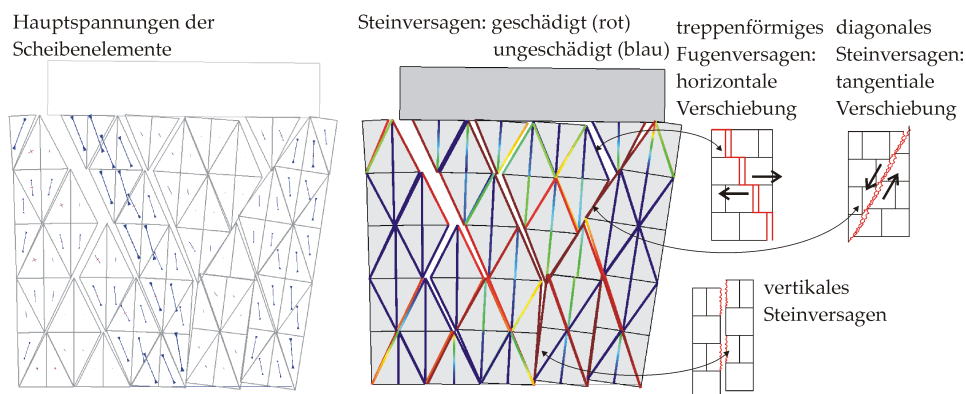 Hauptspannungen der
Scheibenelemente
Steinversagen: geschädigt (rot)
ungeschädigt (blau)
treppenförmiges
Fugenversagen:
horizontale
Verschiebung
diagonales
Steinversagen:
tangentiale
Verschiebung
vertikales
Steinversagen